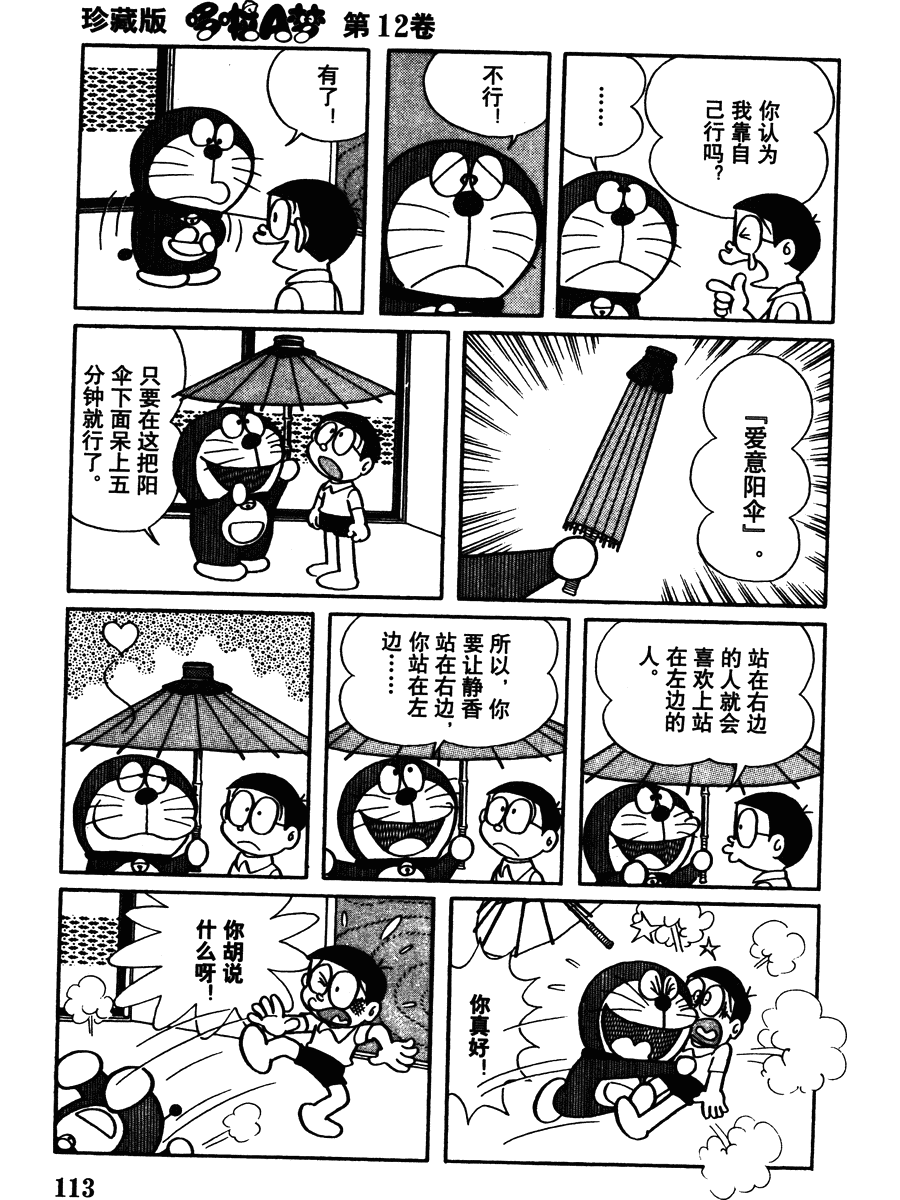 珍藏版 哆啦A梦 第12卷
你认为
我靠自
己行吗？
……
不行！
有了！
『爱意阳伞』。
只要在这把阳
伞下面呆上五
分钟就行了。
站在右边
的人就会
喜欢上站
在左边的
人。
所以，你
要让静香
站在右边，
你站在左
边……
你真好！
你胡说
什么呀！
113